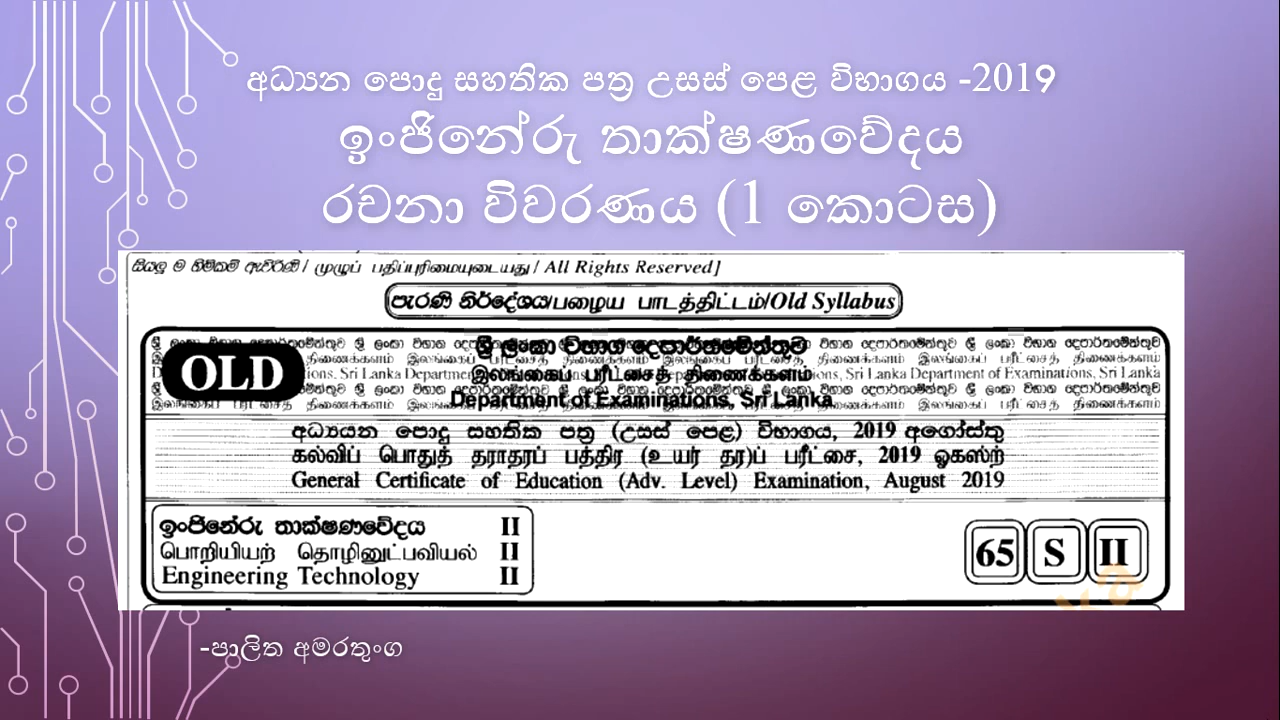 අධ්‍යන පොදු සහතික පත්‍ර උසස් පෙළ විභාගය -2019
ඉංජිනේරු තාක්ෂණවේදය
රචනා විවරණය (1 කොටස)
සියලු ම හිමිකම් ඇවිරිණි / முழுப் பதிப்புரிமையுடையது / All Rights Reserved]
පැරණි නිර්දේශය/பழைய பாடத்திட்டம்/Old Syllabus
OLD
ශ්‍රී ලංකා විභාග දෙපාර්තමේන්තුව
இலங்கைப் பரீட்சைத் திணைக்களம்
Department of Examinations, Sri Lanka
අධ්‍යයන පොදු සහතික පත්‍ර (උසස් පෙළ) විභාගය, 2019 අගෝස්තු
கல்விப் பொதுத் தராதரப் பத்திர (உயர் தர)ப் பரீட்சை, 2019 ஓகஸ்ற்
General Certificate of Education (Adv. Level) Examination, August 2019
ඉංජිනේරු තාක්ෂණවේදය II
பொறியியற் தொழினுட்பவியல் II
Engineering Technology II
65 S II
-පාලිත අමරතුංග